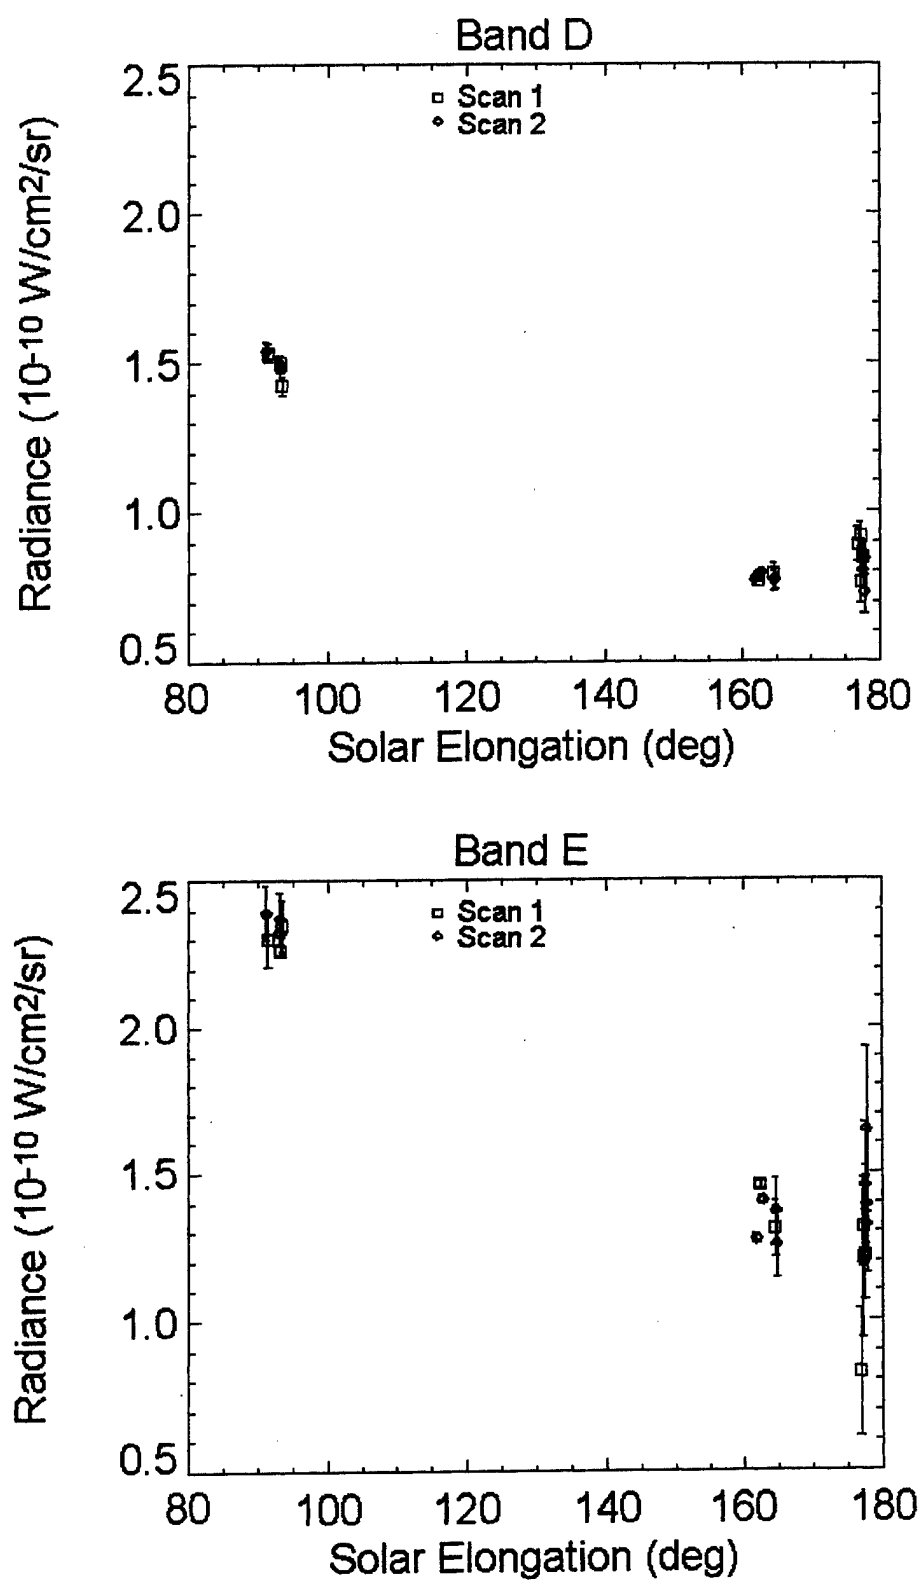 Band D
Scan 1
Scan 2
2.5
2.0
1.5
1.0
0.5
Radiance (10-10 W/cm2/sr)
80 100 120 140 160 180
Solar Elongation (deg)
Band E
Scan 1
Scan 2
2.5
2.0
1.5
1.0
0.5
Radiance (10-10 W/cm2/sr)
80 100 120 140 160 180
Solar Elongation (deg)